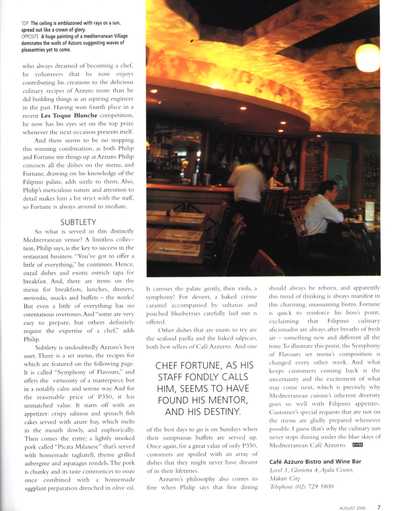 TOP The ceiling is emblazoned with rays or a sun,
spread out like a crown of glory.
OPPOSITE A huge painting of a mediterranean Village
dominates the walls of Azzuro suggesting waves of
pleasantries yet to come.
who always dreamed of becoming a chef,
he volunteers that he now enjoys
contributing his creations to the delicious
culinary recipes of Azzuro more than he
did building things as an aspiring engineer
in the past. Having won fourth place in a
recent Les Toque Blanche competition,
he now has his eyes set on the top prize
whenever the next occasion presents itself.
And there seems to be no stopping
this winning combination, as both Philip
and Fortune mix things up at Azzuro. Philip
concocts all the dishes on the menu, and
Fortune, drawing on his knowledge of the
Filipino palate, adds zest to them. Also,
Philip's meticulous nature and attention to
detail makes him a bit strict with the staff,
so Fortune is always around to mediate.
SUBTLETY
So what is served in this distinctly
Mediterranean venue? A limitless collec-
tion, Philip says, is the key to success in the
restaurant business. "You've got to offer a
little of everything," he continues. Hence,
sized dishes and exotic ostrich tapa for
breakfast. And, there are items on the
menu for breakfast, lunches, dinners,
merienda, snacks and buffets – the works!
But even a little of everything has no
ostentatious overtones. And "some are very
easy to prepare, but others definitely
require the expertise of a chef," adds
Philip.
Subtlety is undoubtedly Azzuro's best
asset. There is a set menu, the recipes for
which are featured on the following page.
It is called "Symphony of Flavours," and
offers the virtuosity of a masterpiece but
in a notably calm and serene way. And for
the reasonable price of P350, it has
unmatched value. It starts off with an
appetizer: crispy salmon and spinach fish
cakes served with azure bay, which melts
in the mouth slowly, and euphorically.
Then comes the entrée: a lightly smoked
pork called "Picata Milanese" that's served
with homemade tagliatelli, theme grilled
aubergine and asparagus tendrils. The pork
is chunky and its taste commences to ooze
once combined with a homemade
eggplant preparation drenched in olive oil.
It caresses the palate gently, then voila, a
symphony! For dessert, a baked crème
caramel accompanied by sultanas and
poached blueberries carefully laid out is
offered.
Other dishes that are musts to try are
the seafood paella and the baked oqueos,
both best sellers of Café Azzurro. And one
CHEF FORTUNE, AS HIS
STAFF FONDLY CALLS
HIM, SEEMS TO HAVE
FOUND HIS MENTOR,
AND HIS DESTINY.
of the best days to go is on Sundays when
their sumptuous buffets are served up.
Once again, for a great value of only P350,
customers are spoiled with an array of
dishes that they might never have dreamt
of in their lifetimes.
Azzuro's philosophy also comes to
fore when Philip says that fine dining
should always be reborn, and apparently
this trend of thinking is always manifest in
this charming, unassuming bistro. Fortune
is quick to reinforce his boss's point,
exclaiming that Filipino culinary
aficionados are always after breaths of fresh
air – something new and different all the
time. To illustrate this point, the Symphony
of Flavours set menu's composition is
changed every other week. And what
keeps customers coming back is the
uncertainty and the excitement of what
may come next, which is precisely why
Mediterranean cuisine's inherent diversity
goes so well with Filipino appetites.
Customer's special requests that are not on
the menu are gladly prepared whenever
possible. I guess that's why the culinary sun
never stops shining under the blue skies of
Mediterranean Café Azzurro.
Café Azzurro Bistro and Wine Bar
Level 3, Glorietta 4, Ayala Center,
Makati City
Telephone (02) 729 1800
AUGUST 2000 7